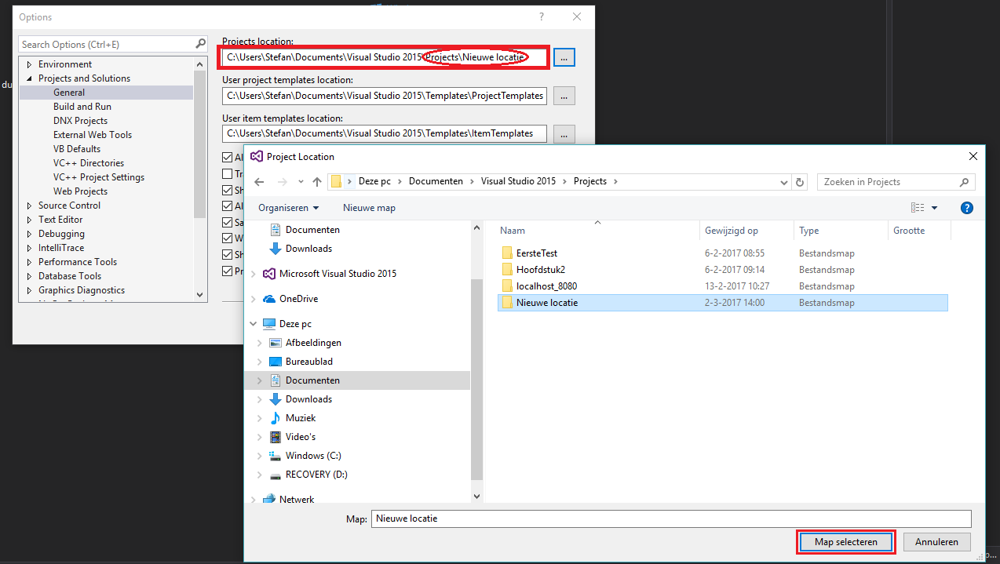 Options
?
Search Options (Ctrl+E)
Environment
Projects and Solutions
General
Build and Run
DNX Projects
External Web Tools
VB Defaults
VC++ Directories
VC++ Project Settings
Web Projects
Source Control
Text Editor
Debugging
IntelliTrace
Performance Tools
Database Tools
Graphics Diagnostics
Projects location:
C:\Users\Stefan\Documents\Visual Studio 2015\Projects\Nieuwe locatie
...
User project templates location:
C:\Users\Stefan\Documents\Visual Studio 2015\Templates\ProjectTemplates
...
User item templates location:
C:\Users\Stefan\Documents\Visual Studio 2015\Templates\ItemTemplates
...
Al
Tr
Sh
Al
Sa
W
Sh
Pr
du
Project Location
Deze pc > Documenten > Visual Studio 2015 > Projects >
Zoeken in Projects
Organiseren
Nieuwe map
?
Documenten
Downloads
Microsoft Visual Studio 2015
OneDrive
Deze pc
Afbeeldingen
Bureaublad
Documenten
Downloads
Muziek
Video's
Windows (C:)
RECOVERY (D:)
Netwerk
Naam Gewijzigd op Type Grootte
EersteTest 6-2-2017 08:55 Bestandsmap
Hoofdstuk2 6-2-2017 09:14 Bestandsmap
localhost_8080 13-2-2017 10:27 Bestandsmap
Nieuwe locatie 2-3-2017 14:00 Bestandsmap
Map: Nieuwe locatie
Map selecteren
Annuleren